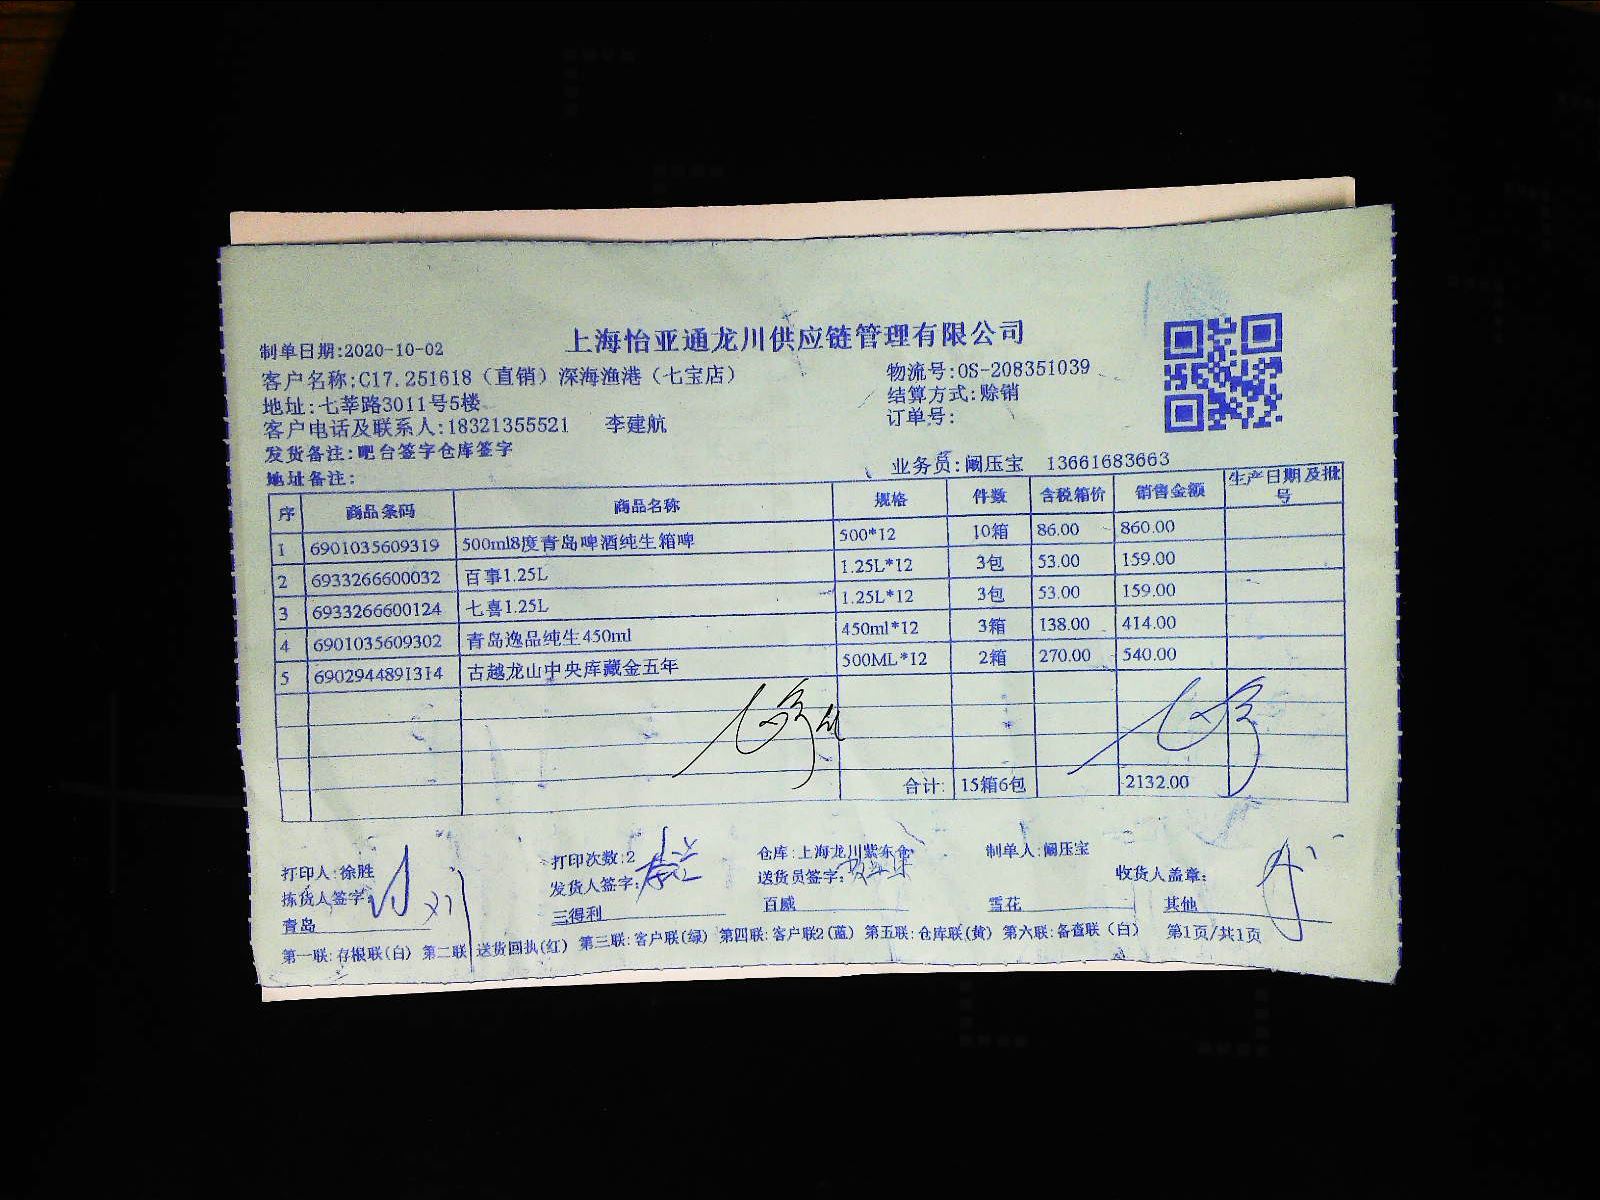 上海怡亚通龙川供应链管理有限公司
制单日期:2020-10-02
客户名称:C17.251618（直销）深海渔港（七宝店） 物流号:OS-208351039
地址:七莘路3011号5楼 结算方式:赊销
客户电话及联系人:18321355521 李建航 订单号:
发货备注:吧台签字仓库签字
地址备注: 业务员:阚压宝 13661683663
序 商品条码 商品名称 规格 件数 含税箱价 销售金额 生产日期及批号
1 6901035609319 500ml8度青岛啤酒纯生箱啤 500*12 10箱 86.00 860.00
2 6933266600032 百事1.25L 1.25L*12 3包 53.00 159.00
3 6933266600124 七喜1.25L 1.25L*12 3包 53.00 159.00
4 6901035609302 青岛逸品纯生450ml 450ml*12 3箱 138.00 414.00
5 6902944891314 古越龙山中央库藏金五年 500ML*12 2箱 270.00 540.00
合计: 15箱6包 2132.00
打印人:徐胜 打印次数:2 仓库:上海龙川紫东仓 制单人:阚压宝
拣货人签字: 发货人签字: 送货员签字: 收货人盖章:
青岛 三得利 百威 雪花 其他
第一联:存根联(白) 第二联 送货回执(红) 第三联:客户联(绿) 第四联:客户联2(蓝) 第五联:仓库联(黄) 第六联:备查联(白) 第1页/共1页